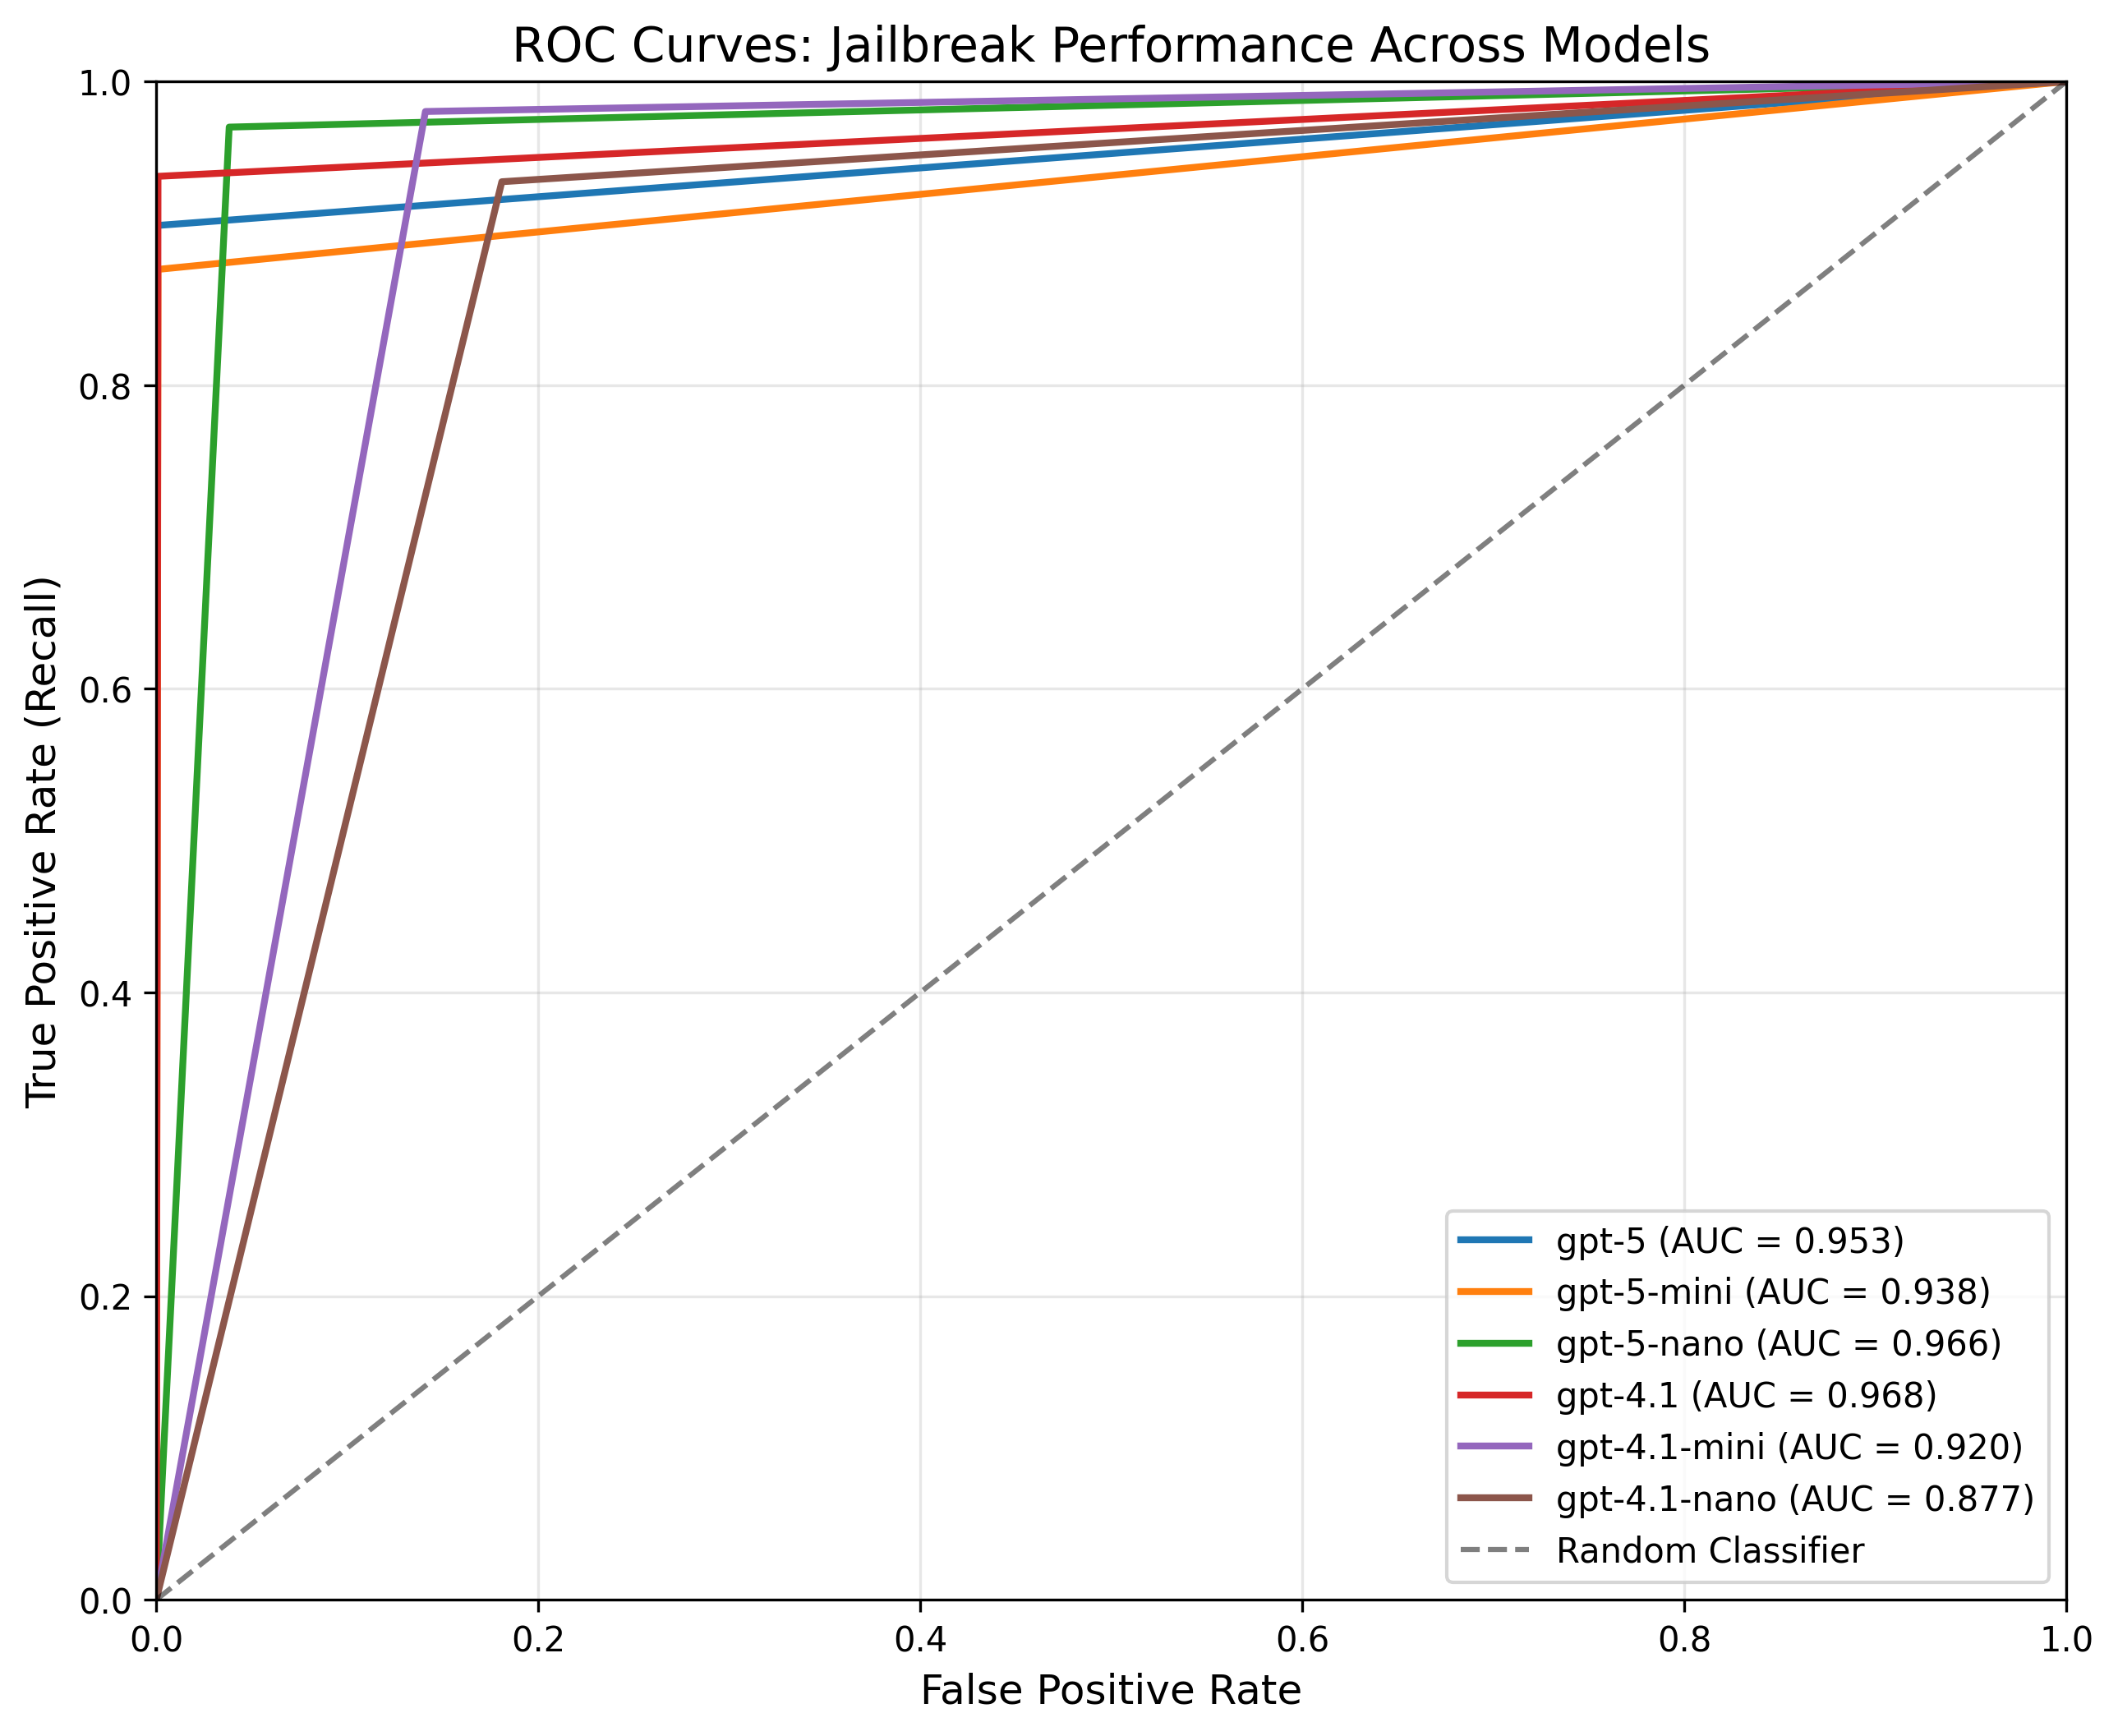 ROC Curves: Jailbreak Performance Across Models
True Positive Rate (Recall)
1.0
0.8
0.6
0.4
0.2
0.0
gpt-5 (AUC = 0.953)
gpt-5-mini (AUC = 0.938)
gpt-5-nano (AUC = 0.966)
gpt-4.1 (AUC = 0.968)
gpt-4.1-mini (AUC = 0.920)
gpt-4.1-nano (AUC = 0.877)
Random Classifier
0.0 0.2 0.4 0.6 0.8 1.0
False Positive Rate